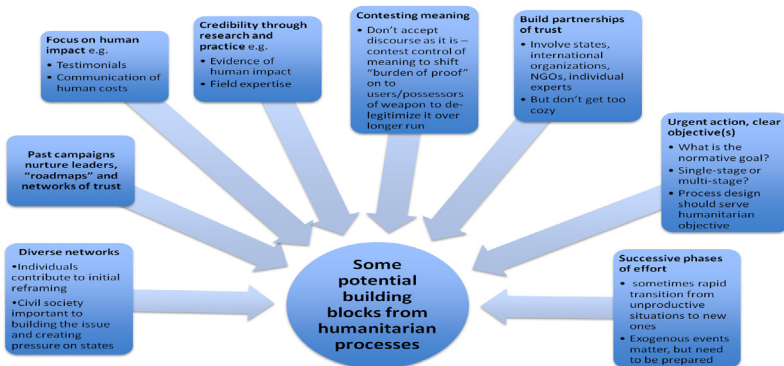 Focus on human
impact e.g.
• Testimonials
• Communication of
human costs
Credibility through
research and
practice e.g.
• Evidence of
human impact
• Field expertise
Contesting meaning
• Don't accept
discourse as it is –
contest control of
meaning to shift
"burden of proof"
on to
users/possessors
of weapon to de-
legitimize it over
longer run
Build partnerships
of trust
• Involve states,
international
organizations,
NGOs, individual
experts
• But don't get too
cozy
Urgent action, clear
objective(s)
• What is the
normative goal?
• Single-stage or
multi-stage?
• Process design
should serve
humanitarian
objective
Past campaigns
nurture leaders,
"roadmaps" and
networks of trust
Diverse networks
•Individuals
contribute to initial
reframing
•Civil society
important to
building the issue
and creating
pressure on states
Some
potential
building
blocks from
humanitarian
processes
Successive phases
of effort
• sometimes rapid
transition from
unproductive
situations to new
ones
• Exogenous events
matter, but need
to be prepared